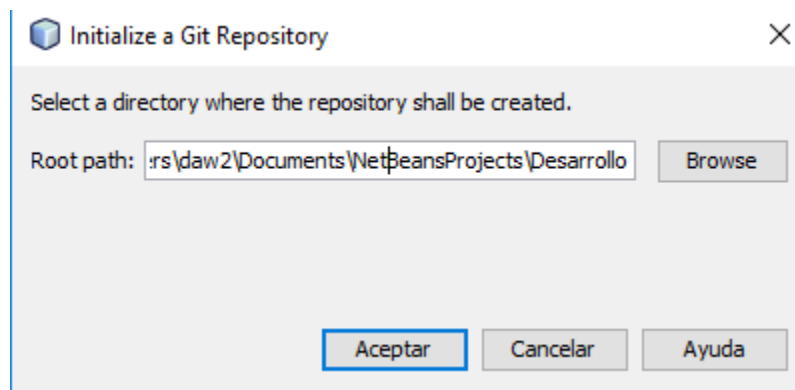 Initialize a Git Repository
Select a directory where the repository shall be created.
Root path: :rs\daw2\Documents\NetBeansProjects\Desarrollo Browse
Aceptar Cancelar Ayuda